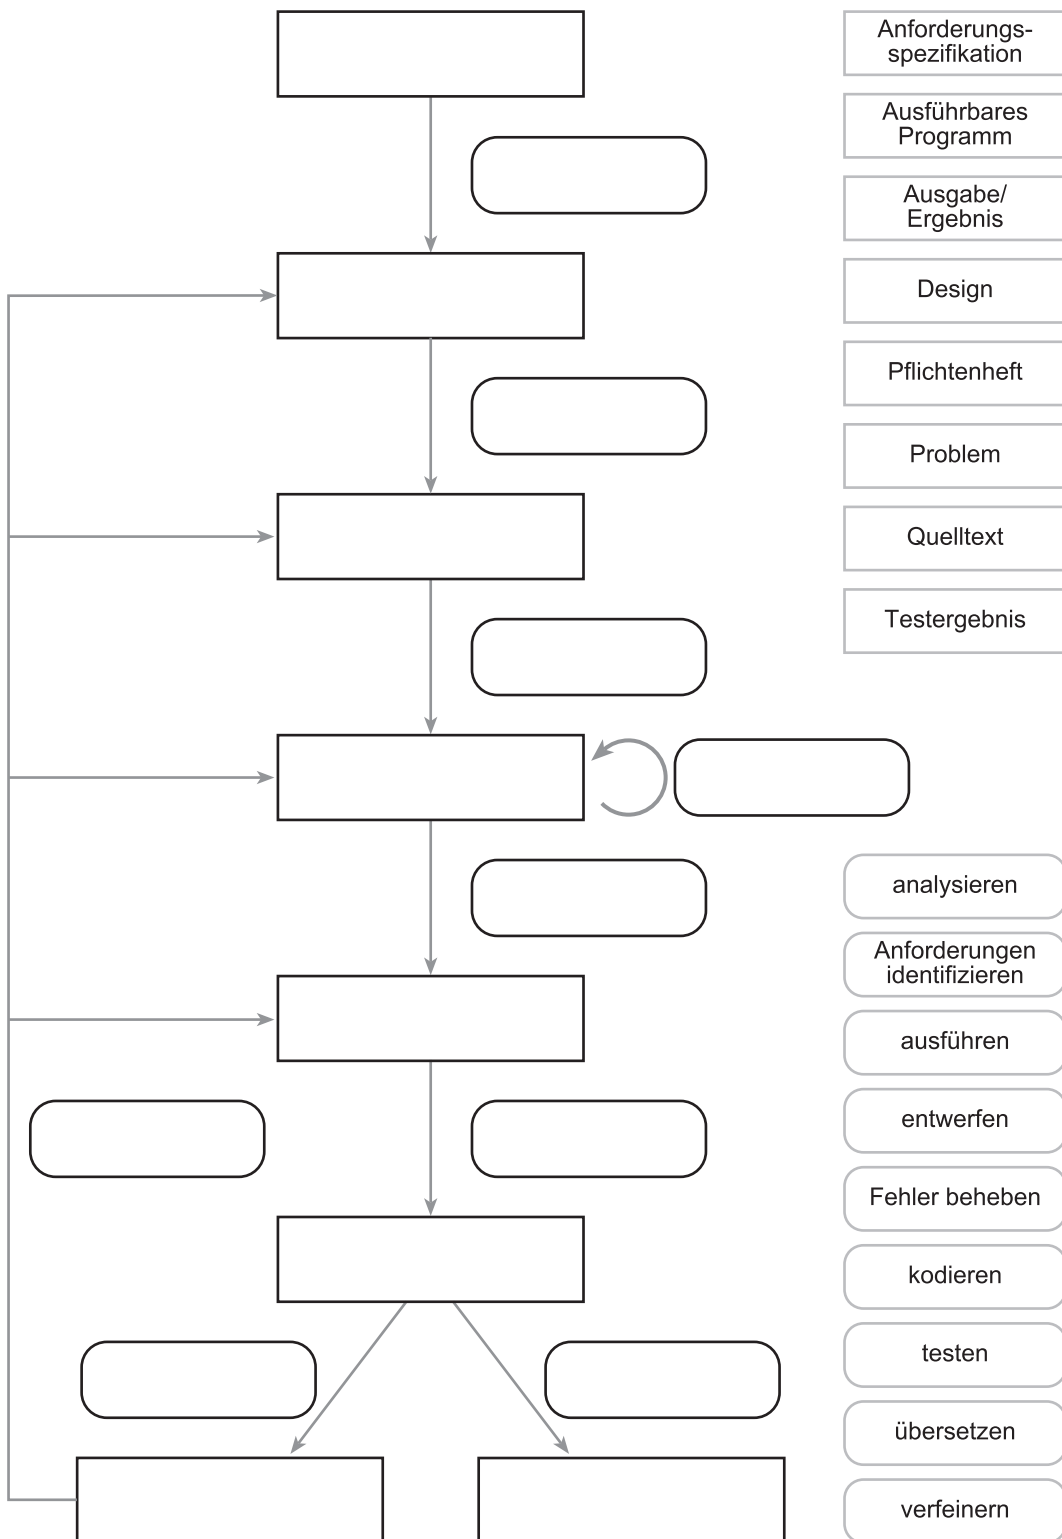 Anforderungs-
spezifikation
Ausführbares
Programm
Ausgabe/
Ergebnis
Design
Pflichtenheft
Problem
Quelltext
Testergebnis
analysieren
Anforderungen
identifizieren
ausführen
entwerfen
Fehler beheben
kodieren
testen
übersetzen
verfeinern